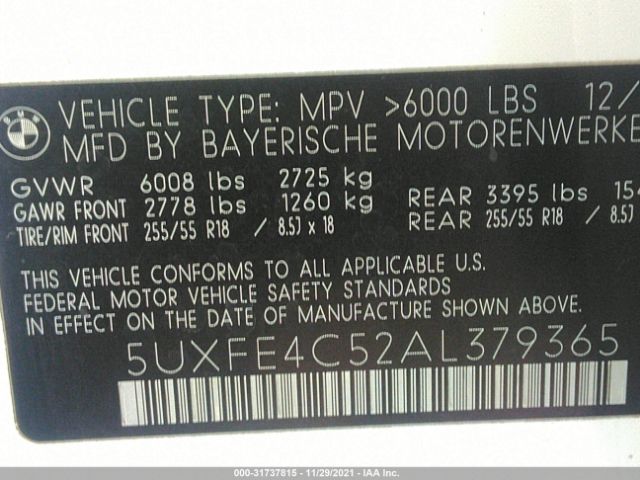 BMW
VEHICLE TYPE: MPV >6000 LBS 12/
MFD BY BAYERISCHE MOTORENWERKE
GVWR 6008 lbs 2725 kg
GAWR FRONT 2778 lbs 1260 kg REAR 3395 lbs 15
TIRE/RIM FRONT 255/55 R18 / 8.5J x 18 REAR 255/55 R18 / 8.5J
THIS VEHICLE CONFORMS TO ALL APPLICABLE U.S.
FEDERAL MOTOR VEHICLE SAFETY STANDARDS
IN EFFECT ON THE DATE OF MANUFACTURE SHOWN ABOVE.
5UXFE4C52AL379365
000-31737815 - 11/29/2021 - IAA Inc.